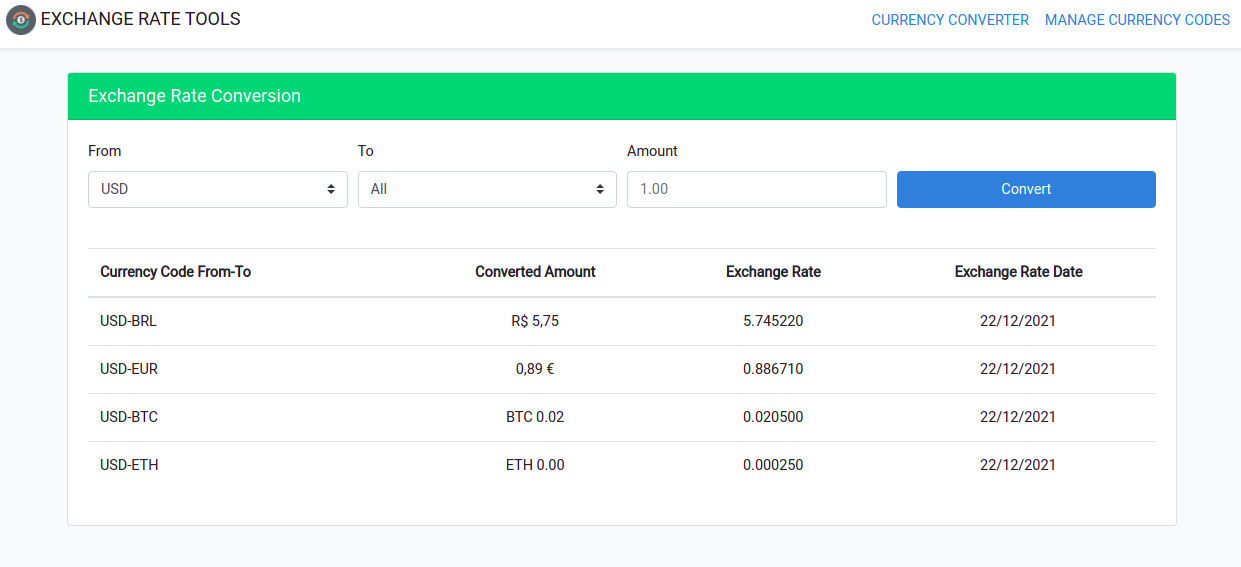 EXCHANGE RATE TOOLS CURRENCY CONVERTER MANAGE CURRENCY CODES
Exchange Rate Conversion
From To Amount
USD All 1.00 Convert
Currency Code From-To Converted Amount Exchange Rate Exchange Rate Date
USD-BRL R$ 5,75 5.745220 22/12/2021
USD-EUR 0,89 € 0.886710 22/12/2021
USD-BTC BTC 0.02 0.020500 22/12/2021
USD-ETH ETH 0.00 0.000250 22/12/2021